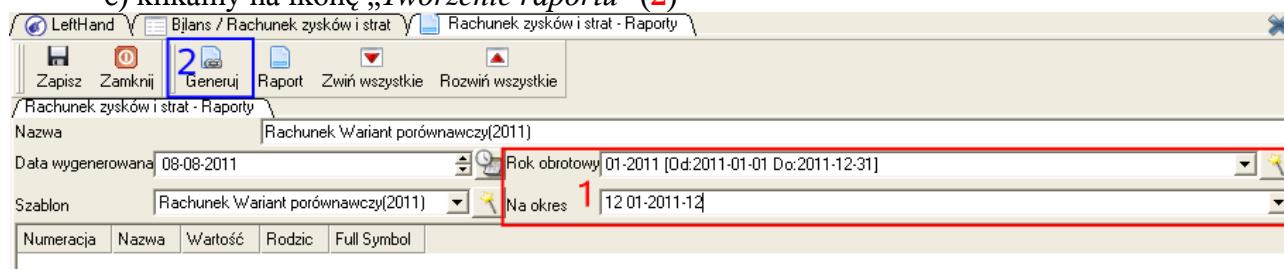 c) klikamy na ikonę „Tworzenie raportu" (2)
LeftHand Bilans / Rachunek zysków i strat Rachunek zysków i strat - Raporty
2
Zapisz Zamknij Generuj Raport Zwiń wszystkie Rozwiń wszystkie
Rachunek zysków i strat - Raporty
Nazwa Rachunek Wariant porównawczy(2011)
Data wygenerowana 08-08-2011 Rok obrotowy 01-2011 [Od:2011-01-01 Do:2011-12-31]
1
Szablon Rachunek Wariant porównawczy(2011) Na okres 12 01-2011-12
Numeracja Nazwa Wartość Rodzic Full Symbol